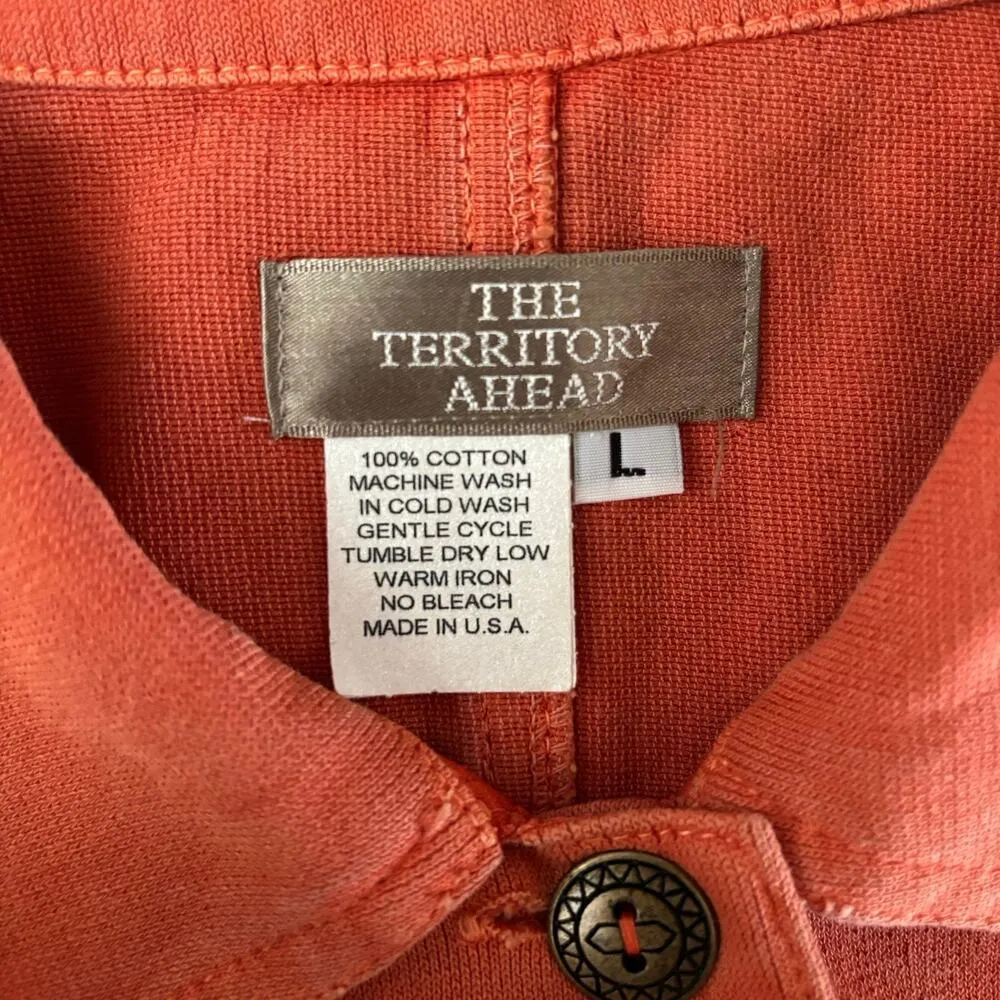 THE
TERRITORY
AHEAD
L
100% COTTON
MACHINE WASH
IN COLD WASH
GENTLE CYCLE
TUMBLE DRY LOW
WARM IRON
NO BLEACH
MADE IN U.S.A.